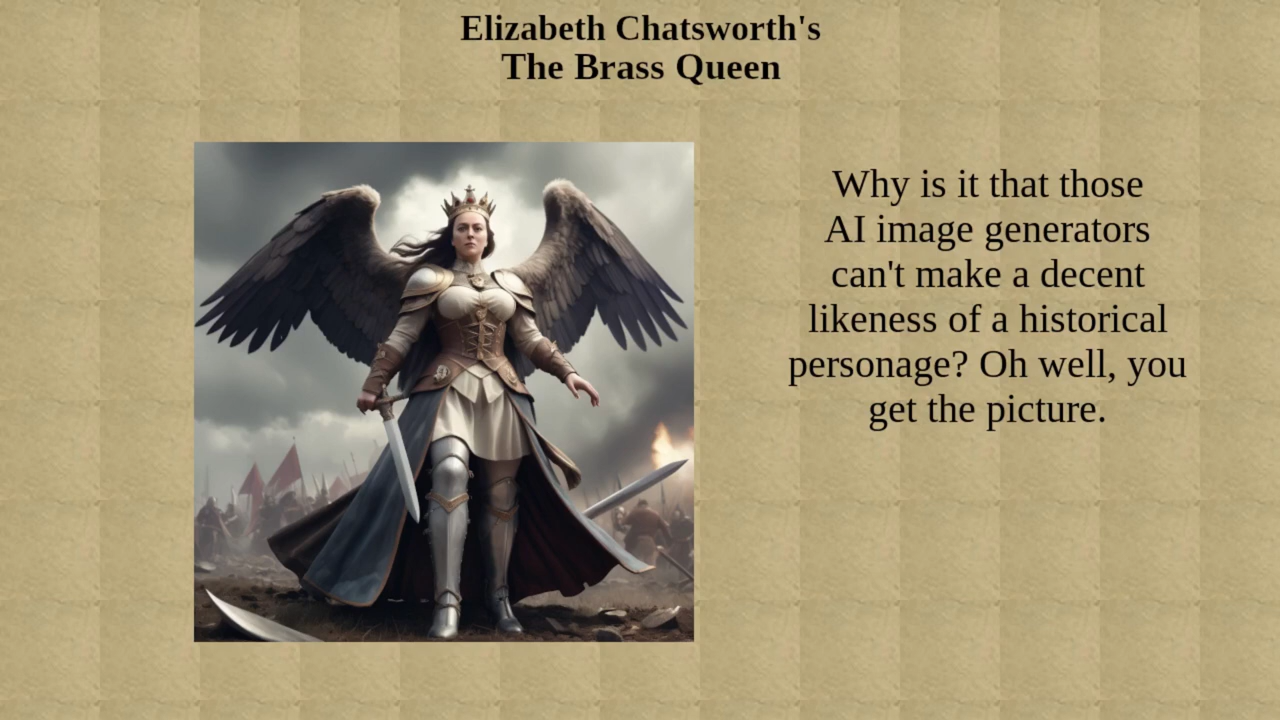 Elizabeth Chatsworth's
The Brass Queen
Why is it that those
AI image generators
can't make a decent
likeness of a historical
personage? Oh well, you
get the picture.